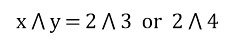 x ⋀ y = 2 ⋀ 3 or 2 ⋀ 4